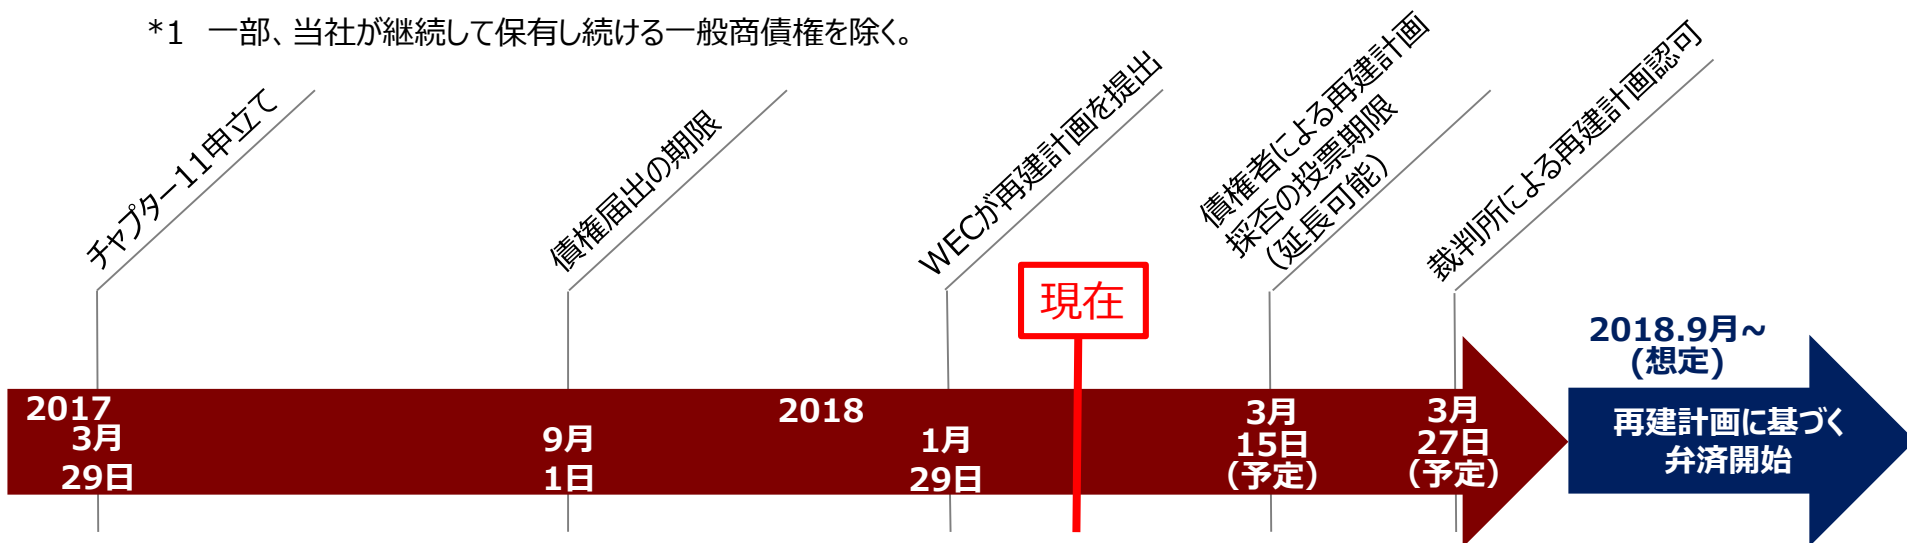 *1 一部、当社が継続して保有し続ける一般商債権を除く。
チャプター11申立て
債権届出の期限
WECが再建計画を提出
債権者による再建計画
採否の投票期限
(延長可能)
裁判所による再建計画認可
現在
2018.9月~
(想定)
2017
3月
29日
9月
1日
2018
1月
29日
3月
15日
(予定)
3月
27日
(予定)
再建計画に基づく
弁済開始